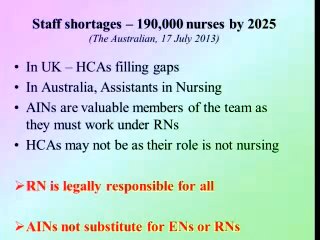 Staff shortages – 190,000 nurses by 2025
(The Australian, 17 July 2013)
• In UK – HCAs filling gaps
• In Australia, Assistants in Nursing
• AINs are valuable members of the team as
they must work under RNs
• HCAs may not be as their role is not nursing
➢RN is legally responsible for all
➢AINs not substitute for ENs or RNs